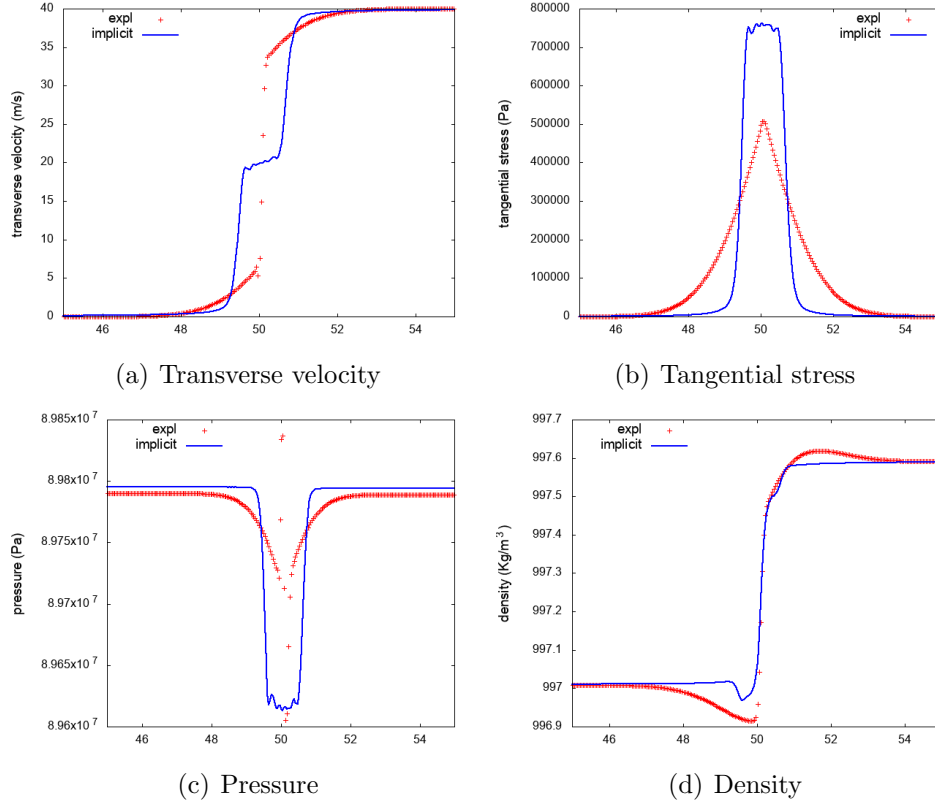 transverse velocity (m/s)
40
35
30
25
20
15
10
5
0
expl
implicit
46
48
50
52
54
(a) Transverse velocity
tangential stress (Pa)
800000
700000
600000
500000
400000
300000
200000
100000
0
expl
implicit
46
48
50
52
54
(b) Tangential stress
pressure (Pa)
8.985x10^7
8.98x10^7
8.975x10^7
8.97x10^7
8.965x10^7
8.96x10^7
expl
implicit
46
48
50
52
54
(c) Pressure
density (Kg/m^3)
997.7
997.6
997.5
997.4
997.3
997.2
997.1
997
996.9
expl
implicit
46
48
50
52
54
(d) Density